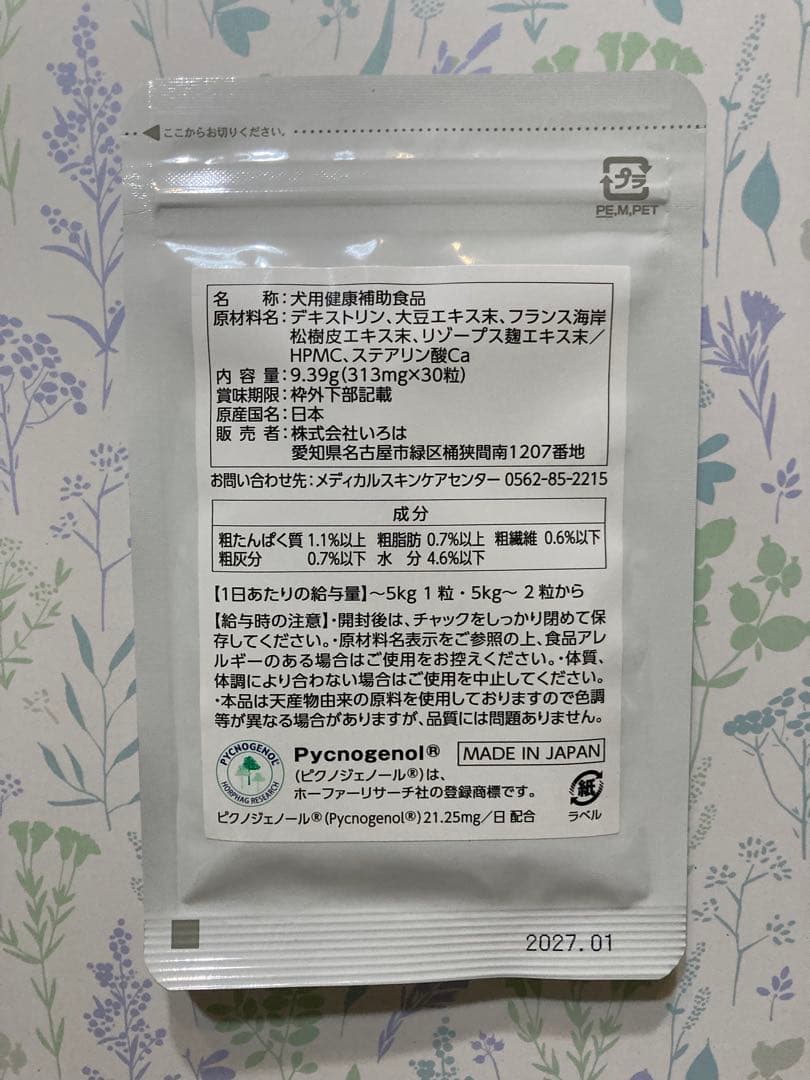 ここからお切りください。
プラ
PE,M,PET
名 称:犬用健康補助食品
原材料名:デキストリン、大豆エキス末、フランス海岸
松樹皮エキス末、リゾープス麹エキス末/
HPMC、ステアリン酸Ca
内 容 量:9.39g(313mg×30粒)
賞味期限:枠外下部記載
原産国名:日本
販 売 者:株式会社いろは
愛知県名古屋市緑区桶狭間南1207番地
お問い合わせ先:メディカルスキンケアセンター 0562-85-2215
成分
粗たんぱく質 1.1%以上 粗脂肪 0.7%以上 粗繊維 0.6%以下
粗灰分 0.7%以下 水 分 4.6%以下
【1日あたりの給与量】~5kg 1粒・5kg~ 2粒から
【給与時の注意】・開封後は、チャックをしっかり閉めて保
存してください。・原材料名表示をご参照の上、食品アレ
ルギーのある場合はご使用をお控えください。・体質、
体調により合わない場合はご使用を中止してください。
・本品は天産物由来の原料を使用しておりますので色調
等が異なる場合がありますが、品質には問題ありません。
PYCNOGENOL®
HORPHAG RESEARCH
Pycnogenol® MADE IN JAPAN
(ピクノジェノール®)は、
ホーファーリサーチ社の登録商標です。
紙
ラベル
ピクノジェノール®(Pycnogenol®)21.25mg/日 配合
2027.01